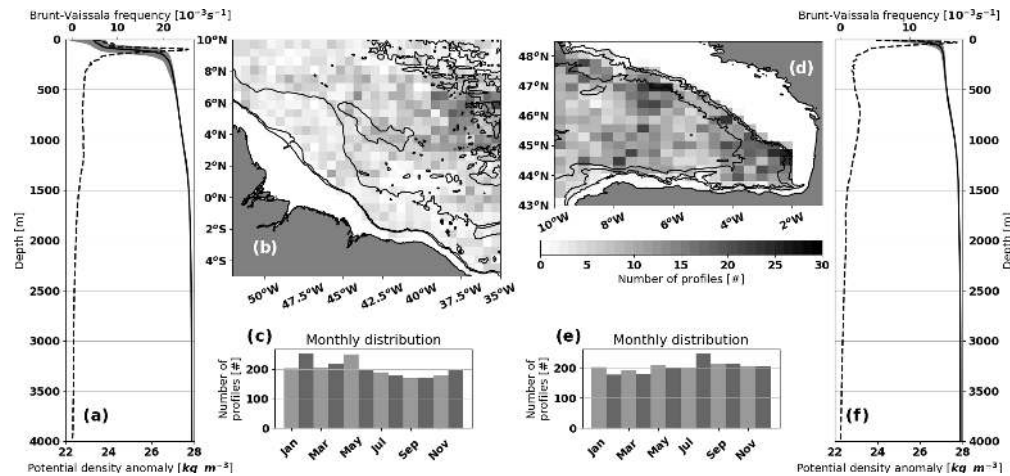 Brunt-Vaissala frequency [10⁻³s⁻¹]
0 10 20
0
500
1000
1500
2000
2500
3000
3500
4000
Depth [m]
(a)
22 24 26 28
Potential density anomaly [kg m⁻³]
10°N
8°N
6°N
4°N
2°N
0°N
2°S
4°S
(b)
50°W 47.5°W 45°W 42.5°W 40°W 37.5°W 35°W
(c) Monthly distribution
Number of
profiles [#]
200
100
0
Jan Mar May Jul Sep Nov
48°N
47°N
46°N
45°N
44°N
43°N
(d)
10°W 8°W 6°W 4°W 2°W
0 5 10 15 20 25 30
Number of profiles [#]
(e) Monthly distribution
Number of
profiles [#]
200
100
0
Jan Mar May Jul Sep Nov
Brunt-Vaissala frequency [10⁻³s⁻¹]
0 10
0
500
1000
1500
2000
2500
3000
3500
4000
Depth [m]
(f)
22 24 26 28
Potential density anomaly [kg m⁻³]